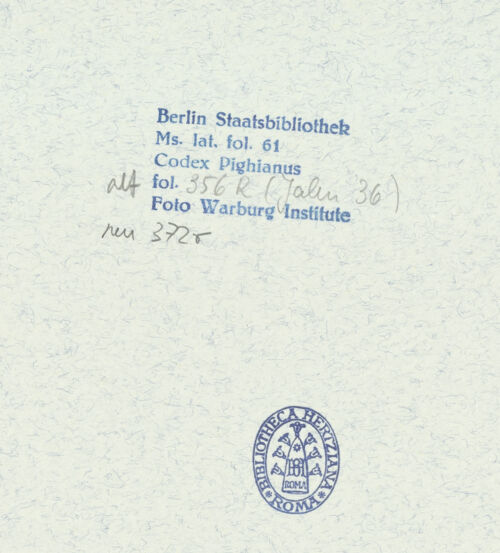 Berlin Staatsbibliothek
Ms. lat. fol. 61
Codex Pighianus
alt fol. 356 R (Jahn 36)
Foto Warburg Institute
neu 372r
BIBLIOTHECA HERTZIANA
ROMA
ROMA